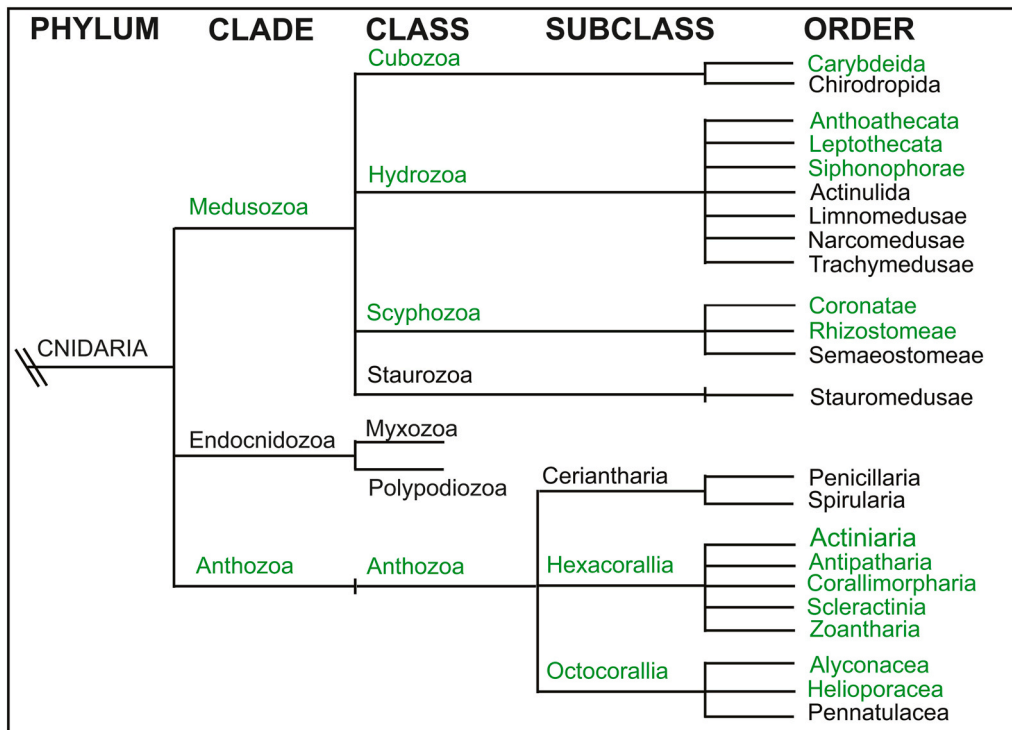 PHYLUM CLADE CLASS SUBCLASS ORDER
Cubozoa
Carybdeida
Chirodropida
Anthoathecata
Leptothecata
Siphonophorae
Hydrozoa
Actinulida
Limnomedusae
Narcomedusae
Trachymedusae
Medusozoa
Scyphozoa
Coronatae
Rhizostomeae
Semaeostomeae
CNIDARIA
Staurozoa
Stauromedusae
Endocnidozoa
Myxozoa
Polypodiozoa
Ceriantharia
Penicillaria
Spirularia
Anthozoa
Anthozoa
Hexacorallia
Actiniaria
Antipatharia
Corallimorpharia
Scleractinia
Zoantharia
Octocorallia
Alyconacea
Helioporacea
Pennatulacea